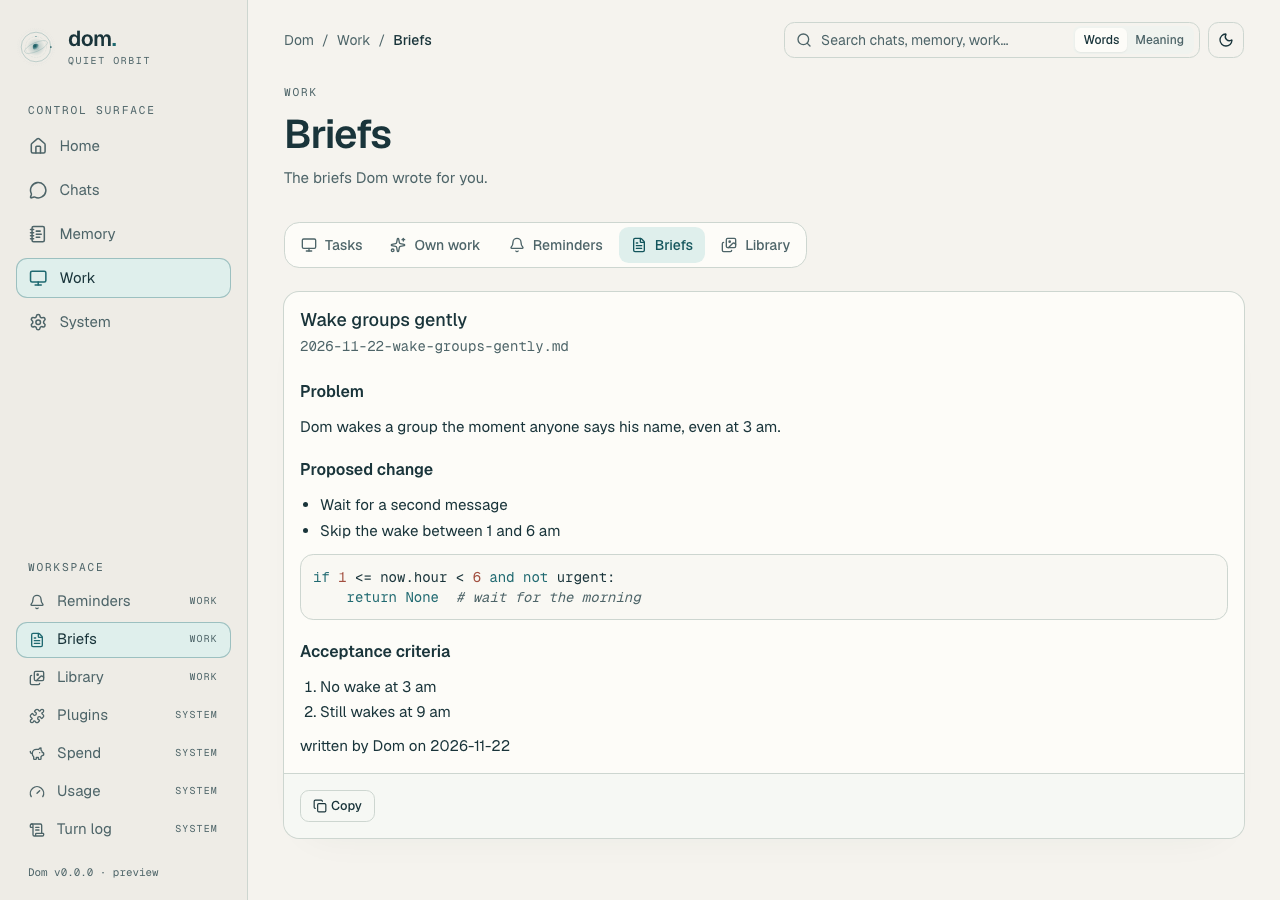 dom.
QUIET ORBIT
CONTROL SURFACE
Home
Chats
Memory
Work
System
WORKSPACE
Reminders WORK
Briefs WORK
Library WORK
Plugins SYSTEM
Spend SYSTEM
Usage SYSTEM
Turn log SYSTEM
Dom v0.0.0 · preview
Dom / Work / Briefs
Search chats, memory, work… Words Meaning
WORK
Briefs
The briefs Dom wrote for you.
Tasks Own work Reminders Briefs Library
Wake groups gently
2026-11-22-wake-groups-gently.md
Problem
Dom wakes a group the moment anyone says his name, even at 3 am.
Proposed change
• Wait for a second message
• Skip the wake between 1 and 6 am
if 1 <= now.hour < 6 and not urgent:
    return None  # wait for the morning
Acceptance criteria
1. No wake at 3 am
2. Still wakes at 9 am
written by Dom on 2026-11-22
Copy